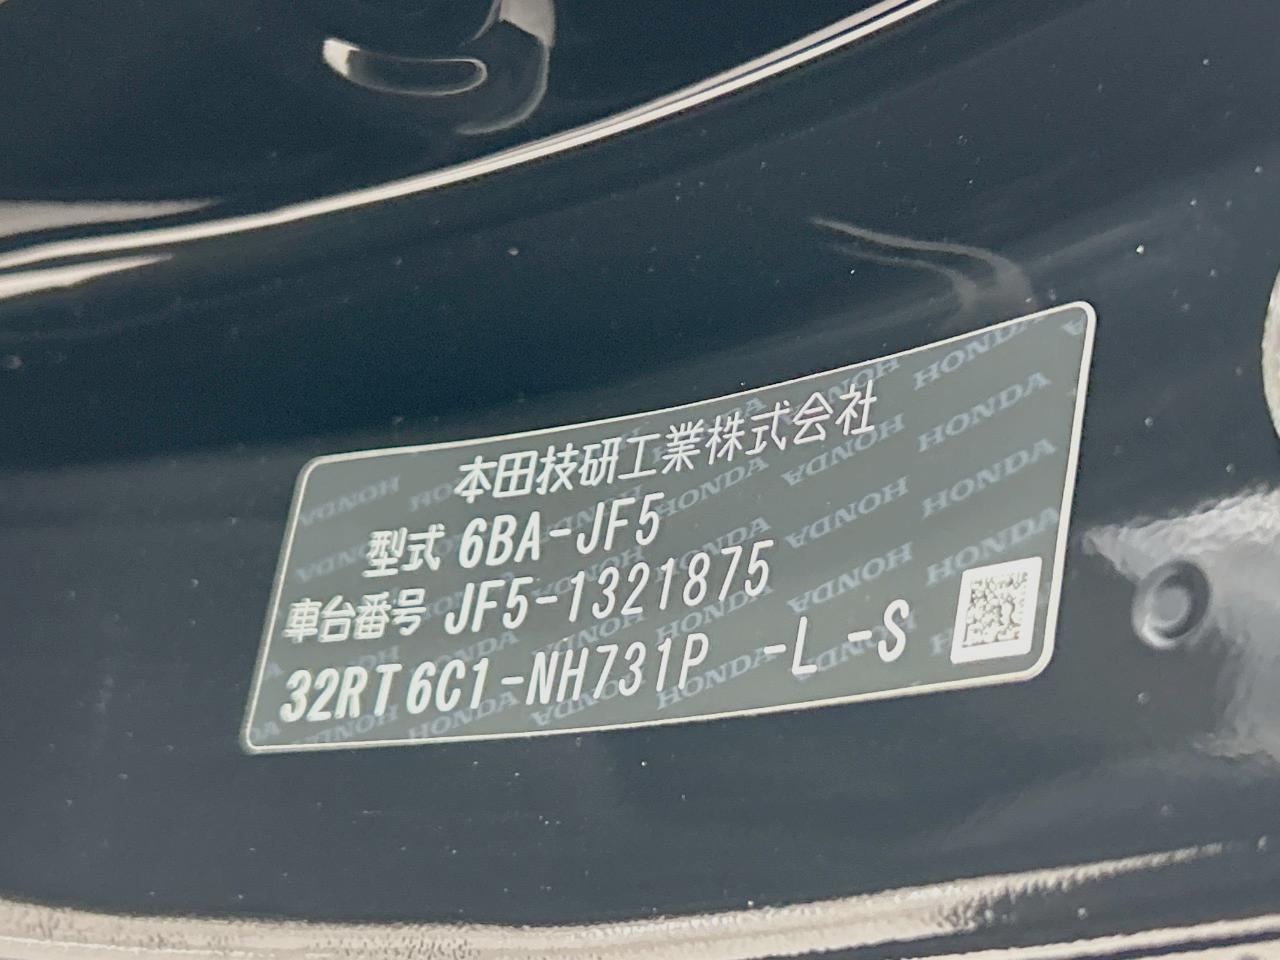 本田技研工業株式会社
型式 6BA-JF5
車台番号 JF5-1321875
32RT6C1-NH731P -L-S